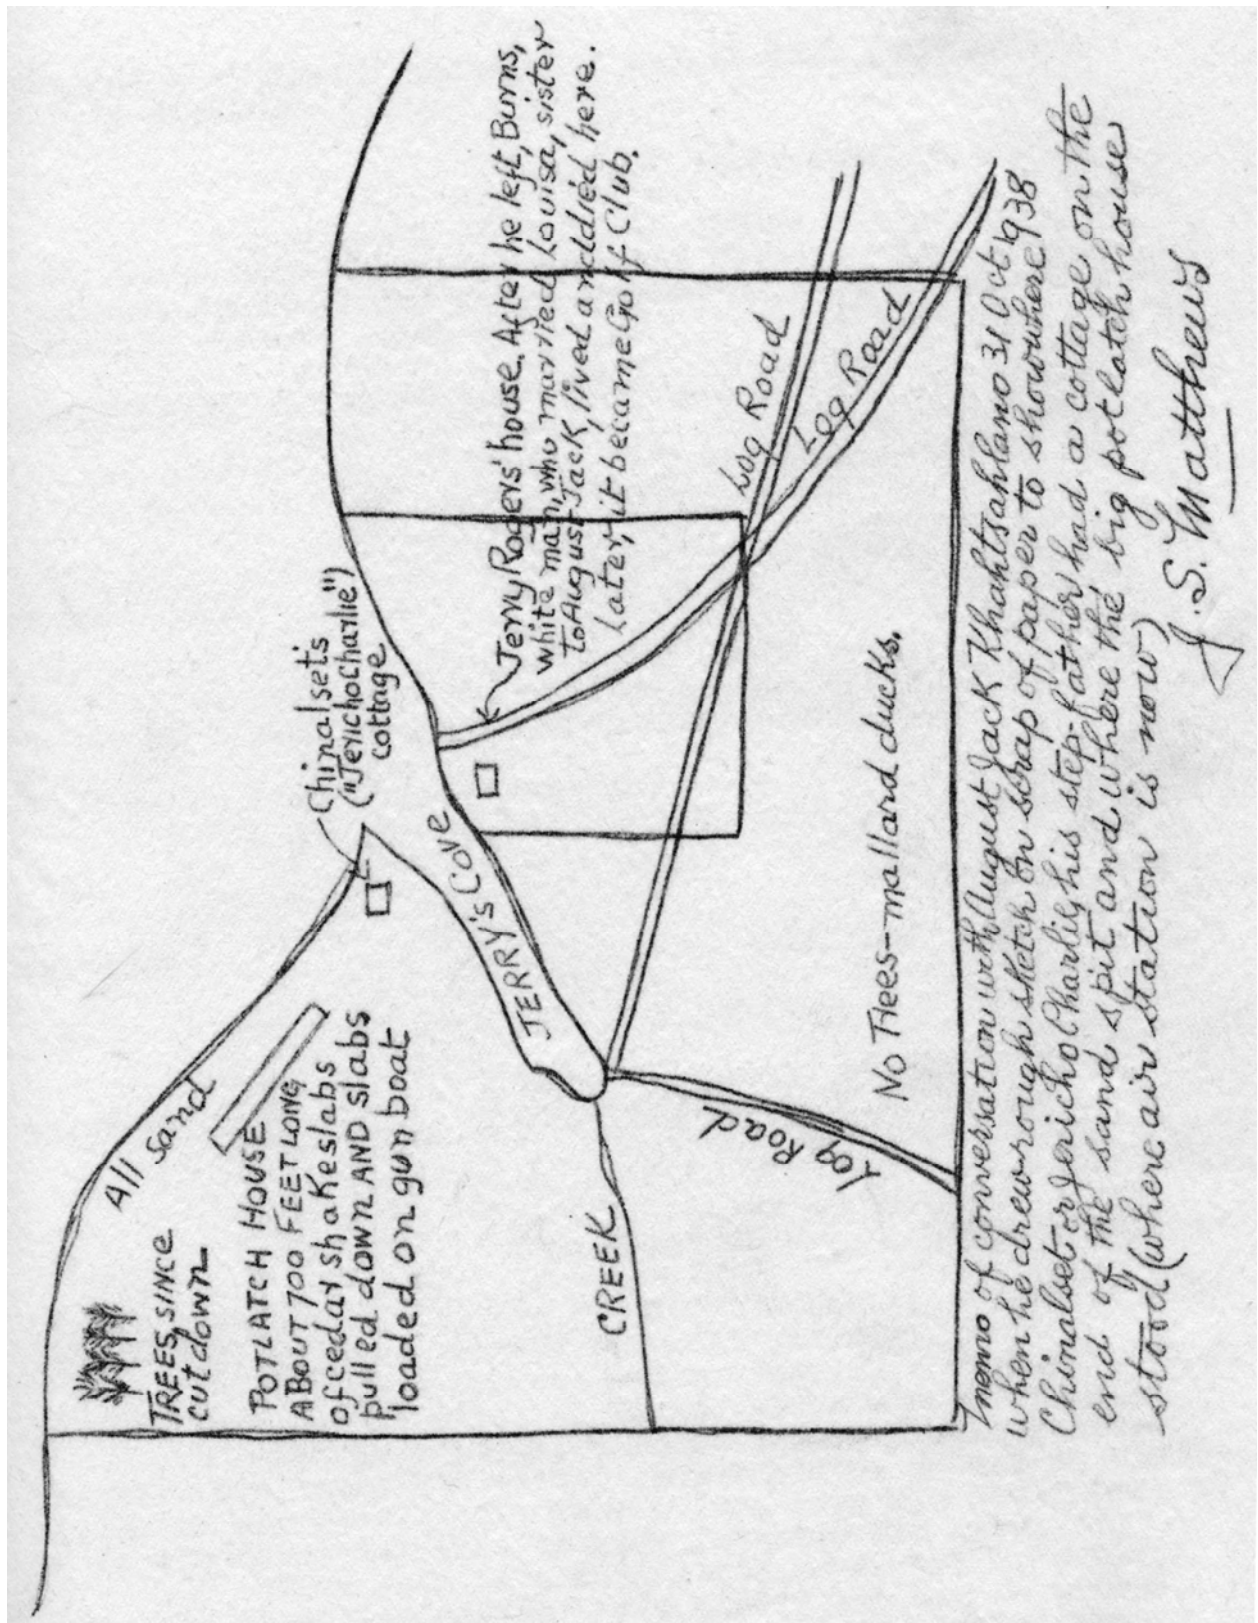 TREES, SINCE
cut down
All Sand
POTLATCH HOUSE
ABOUT 700 FEET LONG
of cedar shake slabs
pulled down AND slabs
loaded on gun boat
Chinalset's
("Jericho Charlie")
cottage
JERRY'S COVE
Jerry Rogers' house. After he left, Burns,
white man, who married Louisa, sister
to August Jack, lived and died here.
Later, it became Golf Club.
CREEK
Log Road
Log Road
Log Road
No Trees - mallard ducks.
Memo of conversation with August Jack Khahtsahlano 31 Oct 1938
when he drew rough sketch on scrap of paper to show where
Chinalset or Jericho Charlie, his step-father had a cottage on the
end of the sand spit and where the big potlatch house
stood (where air station is now)
J. S. Matthews